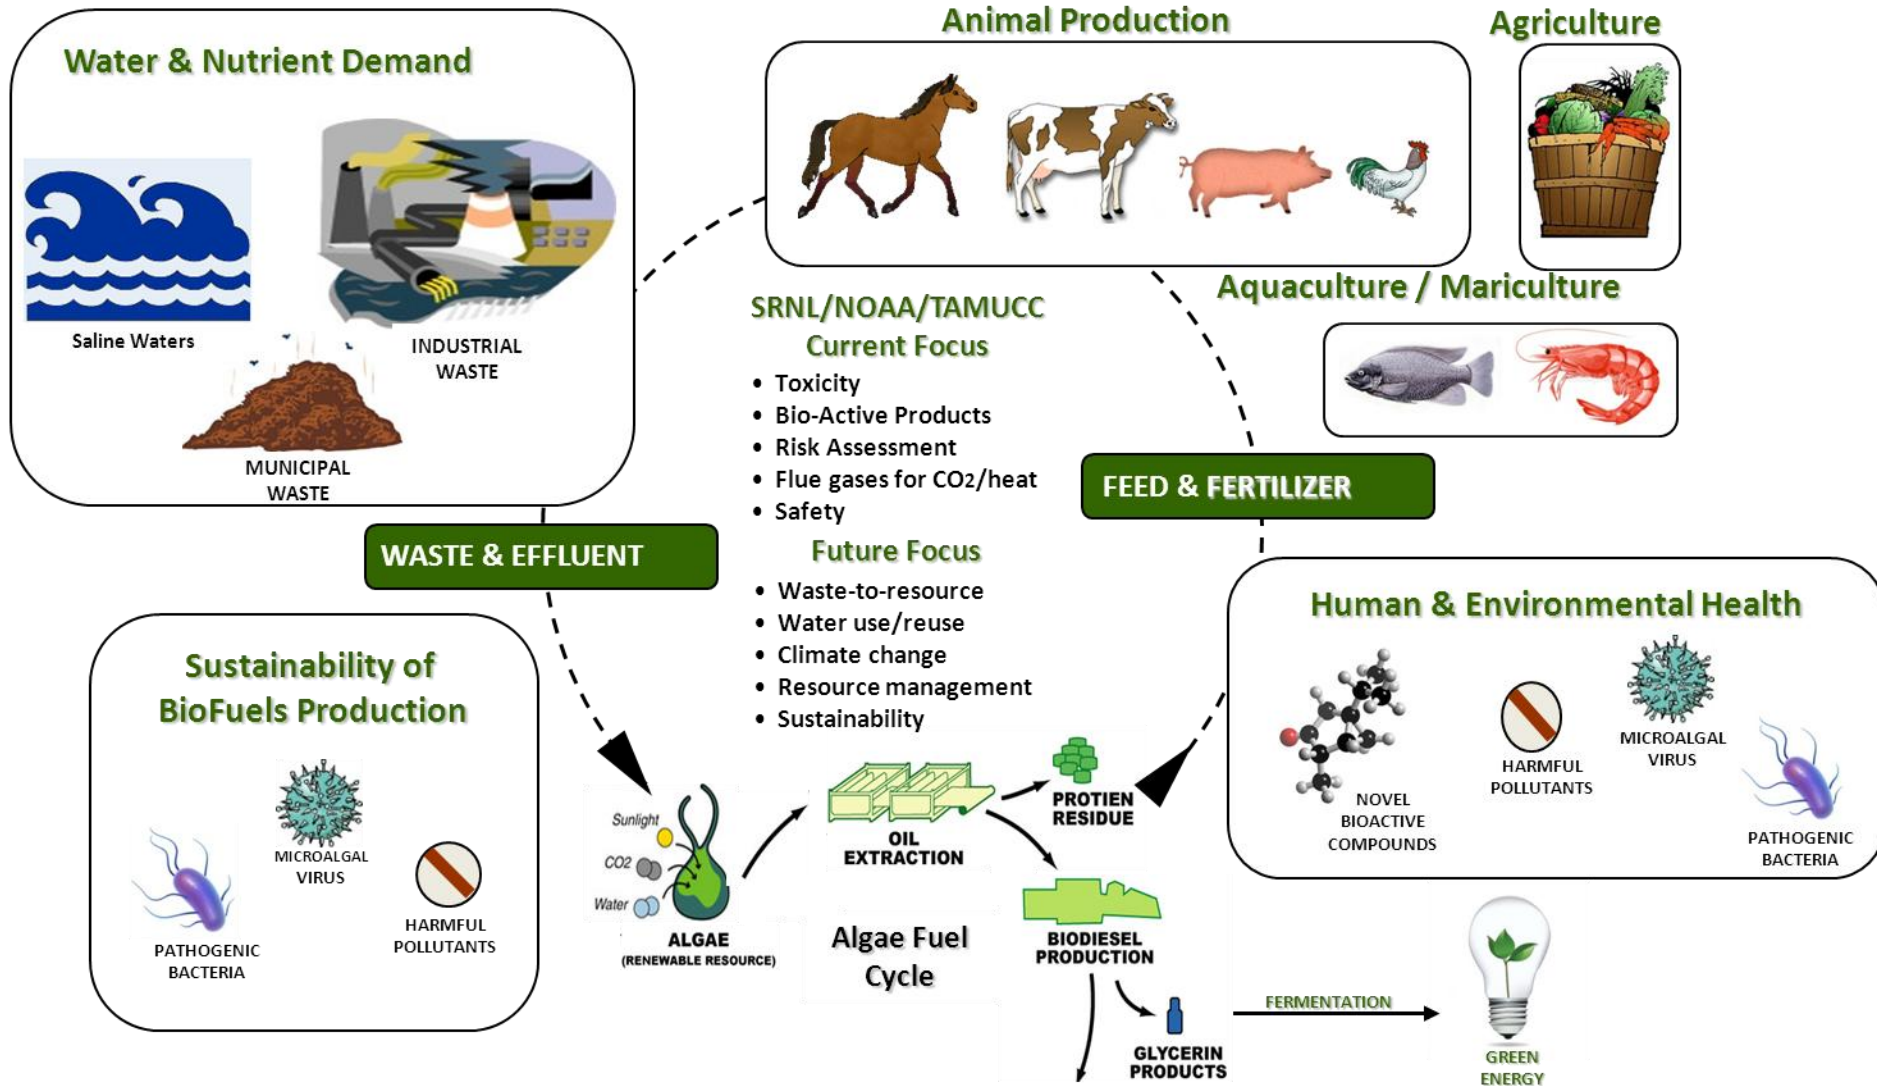 Water & Nutrient Demand
Saline Waters
INDUSTRIAL
WASTE
MUNICIPAL
WASTE
Animal Production
Agriculture
Aquaculture / Mariculture
SRNL/NOAA/TAMUCC
Current Focus
• Toxicity
• Bio-Active Products
• Risk Assessment
• Flue gases for CO2/heat
• Safety
Future Focus
• Waste-to-resource
• Water use/reuse
• Climate change
• Resource management
• Sustainability
FEED & FERTILIZER
WASTE & EFFLUENT
Sustainability of
BioFuels Production
MICROALGAL
VIRUS
HARMFUL
POLLUTANTS
PATHOGENIC
BACTERIA
Human & Environmental Health
NOVEL
BIOACTIVE
COMPOUNDS
HARMFUL
POLLUTANTS
MICROALGAL
VIRUS
PATHOGENIC
BACTERIA
Sunlight
CO2
Water
ALGAE
(RENEWABLE RESOURCE)
OIL
EXTRACTION
PROTIEN
RESIDUE
Algae Fuel
Cycle
BIODIESEL
PRODUCTION
GLYCERIN
PRODUCTS
FERMENTATION
GREEN
ENERGY